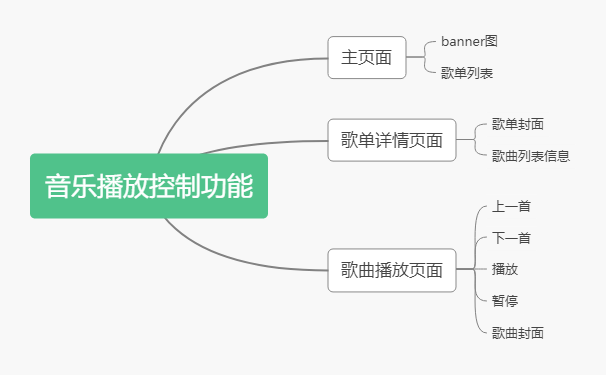 音乐播放控制功能
主页面
banner图
歌单列表
歌单详情页面
歌单封面
歌曲列表信息
歌曲播放页面
上一首
下一首
播放
暂停
歌曲封面